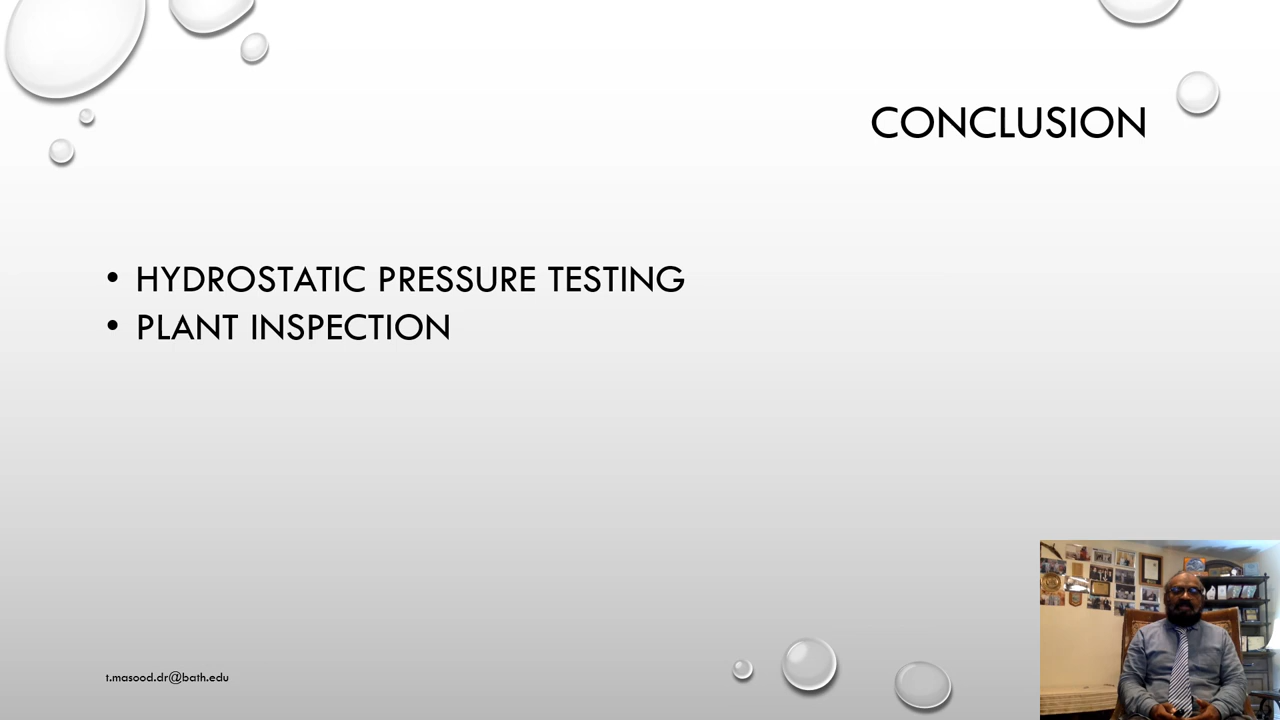 CONCLUSION
• HYDROSTATIC PRESSURE TESTING
• PLANT INSPECTION
t.masood.dr@bath.edu